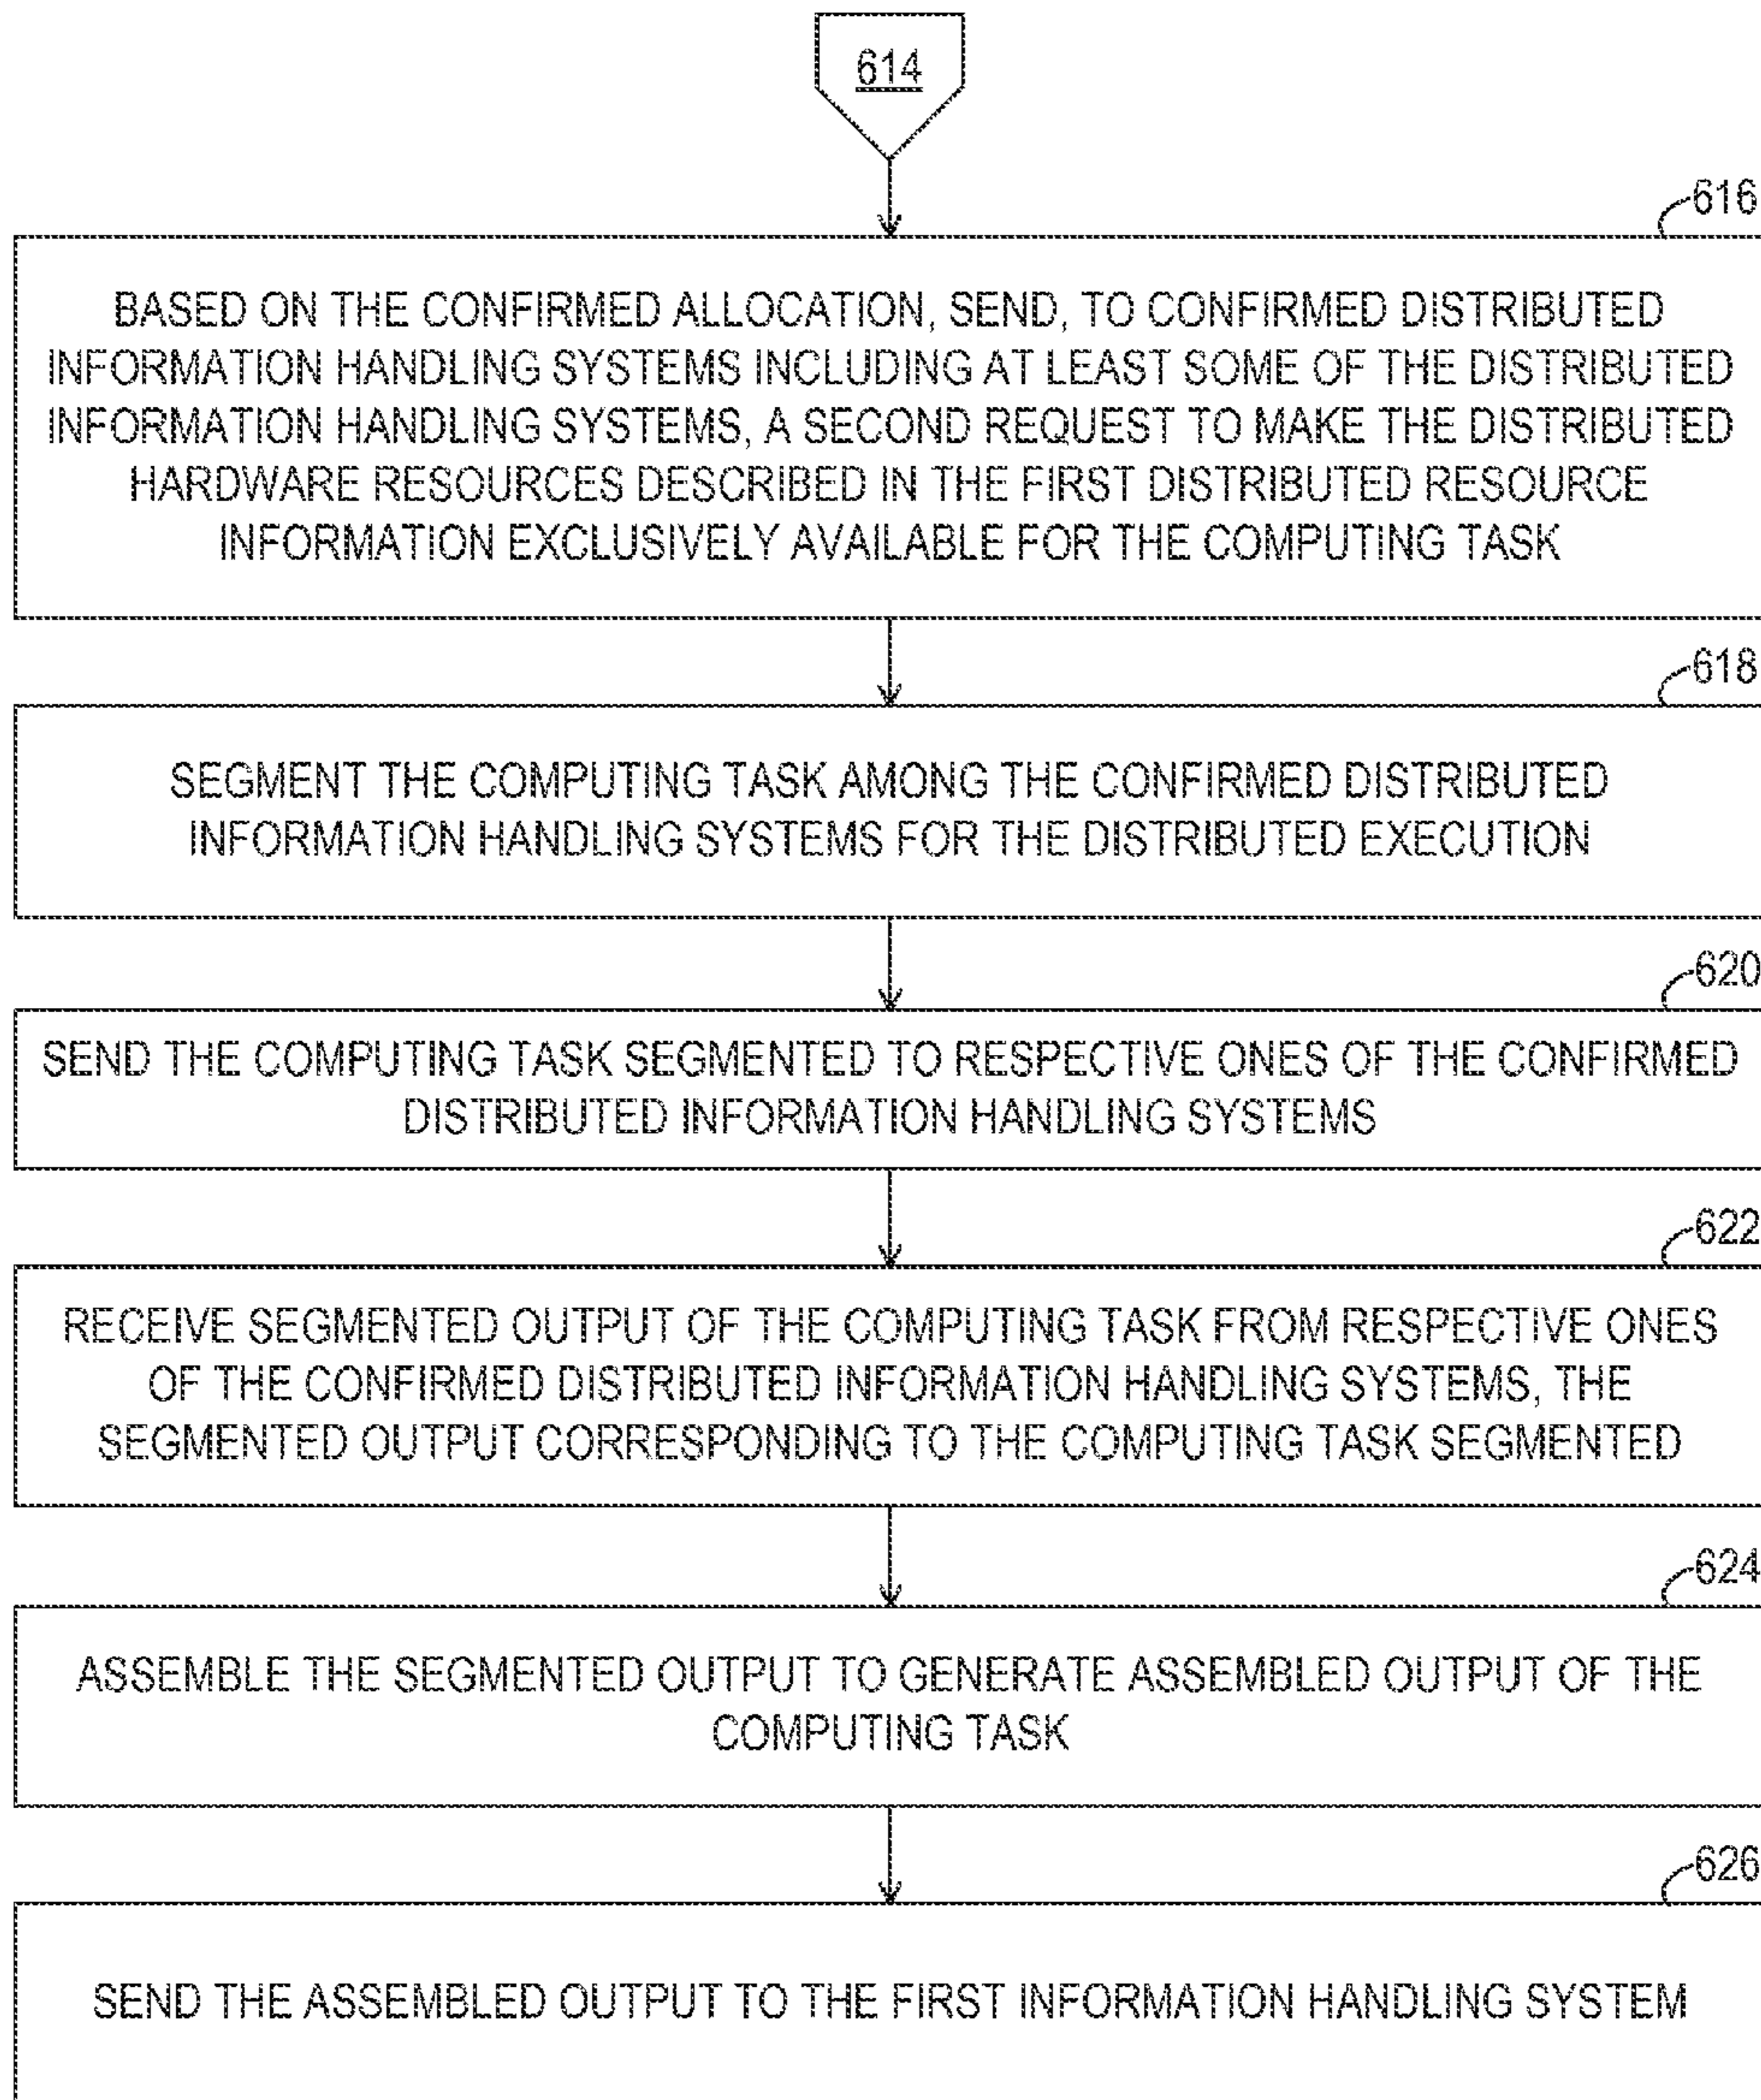 614
616
BASED ON THE CONFIRMED ALLOCATION, SEND, TO CONFIRMED DISTRIBUTED
INFORMATION HANDLING SYSTEMS INCLUDING AT LEAST SOME OF THE DISTRIBUTED
INFORMATION HANDLING SYSTEMS, A SECOND REQUEST TO MAKE THE DISTRIBUTED
HARDWARE RESOURCES DESCRIBED IN THE FIRST DISTRIBUTED RESOURCE
INFORMATION EXCLUSIVELY AVAILABLE FOR THE COMPUTING TASK
618
SEGMENT THE COMPUTING TASK AMONG THE CONFIRMED DISTRIBUTED
INFORMATION HANDLING SYSTEMS FOR THE DISTRIBUTED EXECUTION
620
SEND THE COMPUTING TASK SEGMENTED TO RESPECTIVE ONES OF THE CONFIRMED
DISTRIBUTED INFORMATION HANDLING SYSTEMS
622
RECEIVE SEGMENTED OUTPUT OF THE COMPUTING TASK FROM RESPECTIVE ONES
OF THE CONFIRMED DISTRIBUTED INFORMATION HANDLING SYSTEMS, THE
SEGMENTED OUTPUT CORRESPONDING TO THE COMPUTING TASK SEGMENTED
624
ASSEMBLE THE SEGMENTED OUTPUT TO GENERATE ASSEMBLED OUTPUT OF THE
COMPUTING TASK
626
SEND THE ASSEMBLED OUTPUT TO THE FIRST INFORMATION HANDLING SYSTEM